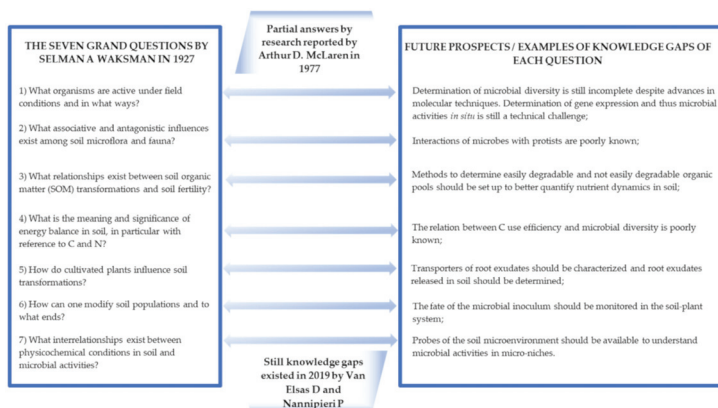 Partial answers by
research reported by
Arthur D. McLaren in
1977
THE SEVEN GRAND QUESTIONS BY
SELMAN A WAKSMAN IN 1927
1) What organisms are active under field
conditions and in what ways?
2) What associative and antagonistic influences
exist among soil microflora and fauna?
3) What relationships exist between soil organic
matter (SOM) transformations and soil fertility?
4) What is the meaning and significance of
energy balance in soil, in particular with
reference to C and N?
5) How do cultivated plants influence soil
transformations?
6) How can one modify soil populations and to
what ends?
7) What interrelationships exist between
physicochemical conditions in soil and
microbial activities?
FUTURE PROSPECTS / EXAMPLES OF KNOWLEDGE GAPS OF
EACH QUESTION
Determination of microbial diversity is still incomplete despite advances in
molecular techniques. Determination of gene expression and thus microbial
activities in situ is still a technical challenge;
Interactions of microbes with protists are poorly known;
Methods to determine easily degradable and not easily degradable organic
pools should be set up to better quantify nutrient dynamics in soil;
The relation between C use efficiency and microbial diversity is poorly
known;
Transporters of root exudates should be characterized and root exudates
released in soil should be determined;
The fate of the microbial inoculum should be monitored in the soil-plant
system;
Probes of the soil microenvironment should be available to understand
microbial activities in micro-niches.
Still knowledge gaps
existed in 2019 by Van
Elsas D and
Nannipieri P